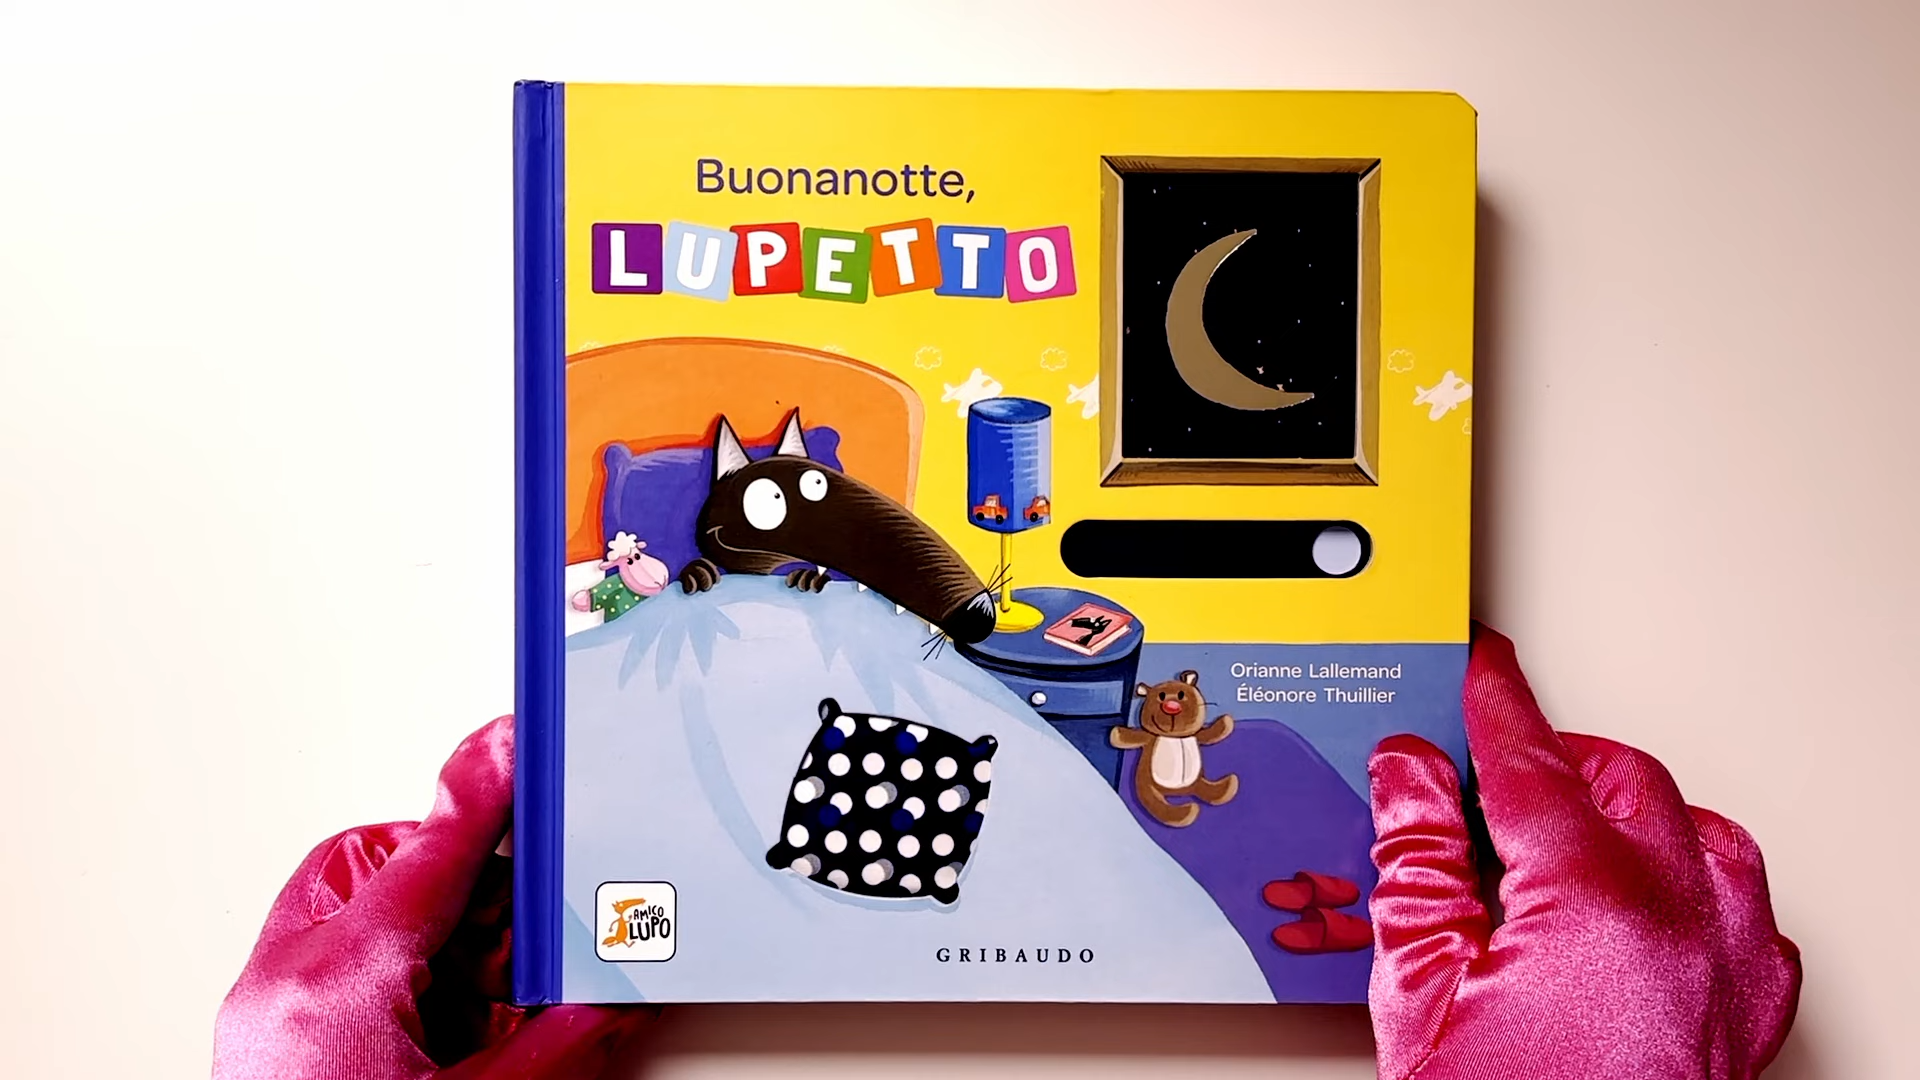 Buonanotte,
LUPETTO
Orianne Lallemand
Éléonore Thuillier
AMICO
LUPO
GRIBAUDO